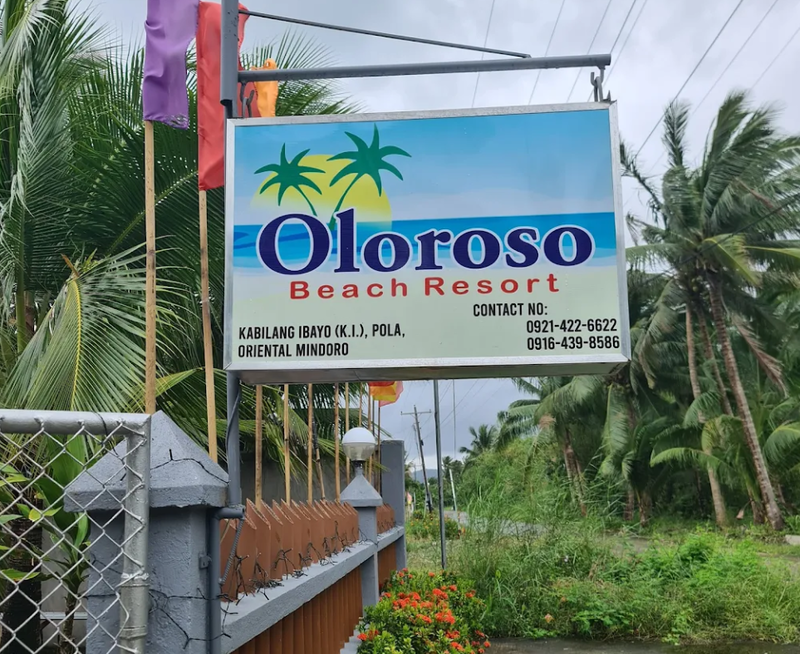 Oloroso
Beach Resort
CONTACT NO:
KABILANG IBAYO (K.I.), POLA,
0921-422-6622
ORIENTAL MINDORO
0916-439-8586